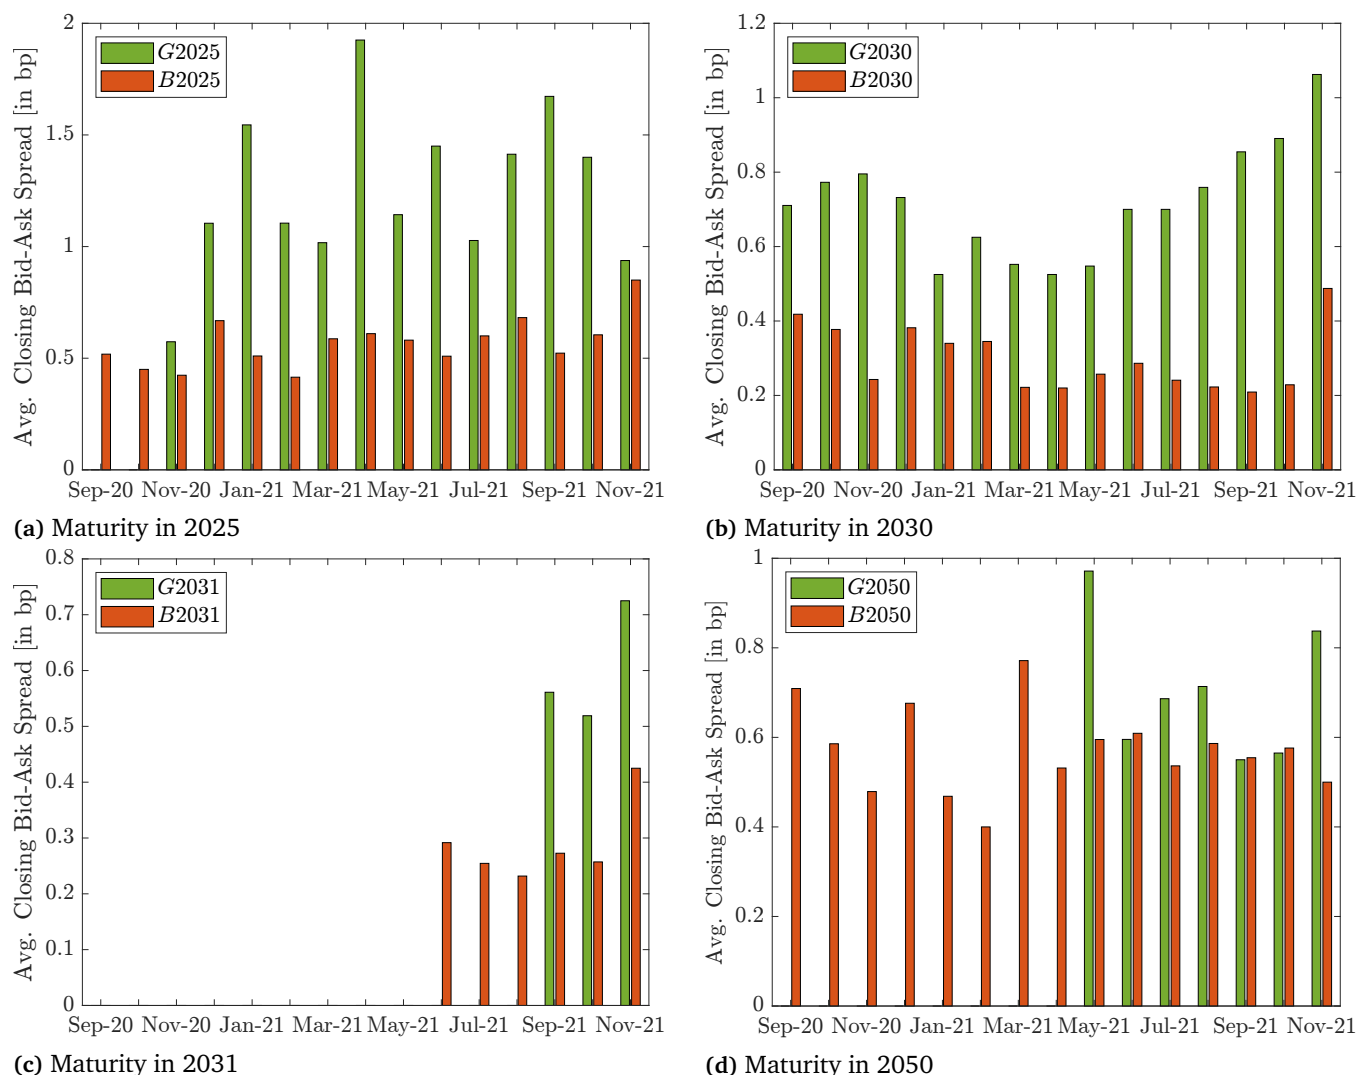 Avg. Closing Bid-Ask Spread [in bp]
2
1.5
1
0.5
0
G2025
B2025
Sep-20 Nov-20 Jan-21 Mar-21 May-21 Jul-21 Sep-21 Nov-21
(a) Maturity in 2025
Avg. Closing Bid-Ask Spread [in bp]
1.2
1
0.8
0.6
0.4
0.2
0
G2030
B2030
Sep-20 Nov-20 Jan-21 Mar-21 May-21 Jul-21 Sep-21 Nov-21
(b) Maturity in 2030
Avg. Closing Bid-Ask Spread [in bp]
0.8
0.7
0.6
0.5
0.4
0.3
0.2
0.1
0
G2031
B2031
Sep-20 Nov-20 Jan-21 Mar-21 May-21 Jul-21 Sep-21 Nov-21
(c) Maturity in 2031
Avg. Closing Bid-Ask Spread [in bp]
1
0.8
0.6
0.4
0.2
0
G2050
B2050
Sep-20 Nov-20 Jan-21 Mar-21 May-21 Jul-21 Sep-21 Nov-21
(d) Maturity in 2050